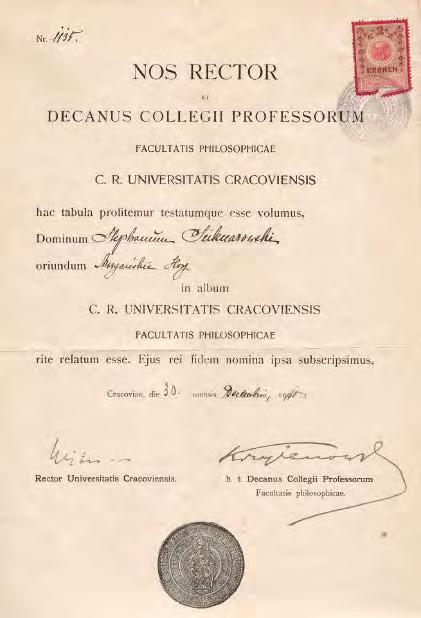 Nr. 1135.
2
KRONEN
NOS RECTOR
ET
DECANUS COLLEGII PROFESSORUM
FACULTATIS PHILOSOPHICAE
C. R. UNIVERSITATIS CRACOVIENSIS
hac tabula profitemur testatumque esse volumus,
Dominum Stephanum
oriundum
in album
C. R. UNIVERSITATIS CRACOVIENSIS
FACULTATIS PHILOSOPHICAE
rite relatum esse. Ejus rei fidem nomina ipsa subscripsimus.
Cracoviae, die 30. mensis Decembris, 19
Rector Universitatis Cracoviensis.
h. t. Decanus Collegii Professorum
Facultatis philosophicae.